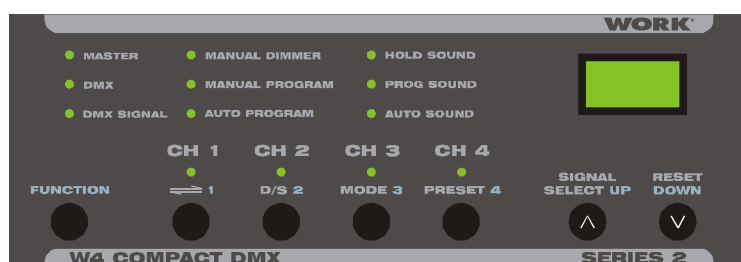 WORK
MASTER MANUAL DIMMER HOLD SOUND
DMX MANUAL PROGRAM PROG SOUND
DMX SIGNAL AUTO PROGRAM AUTO SOUND
CH 1 CH 2 CH 3 CH 4
SIGNAL RESET
FUNCTION 1 D/S 2 MODE 3 PRESET 4 SELECT UP DOWN
W4 COMPACT DMX SERIES 2